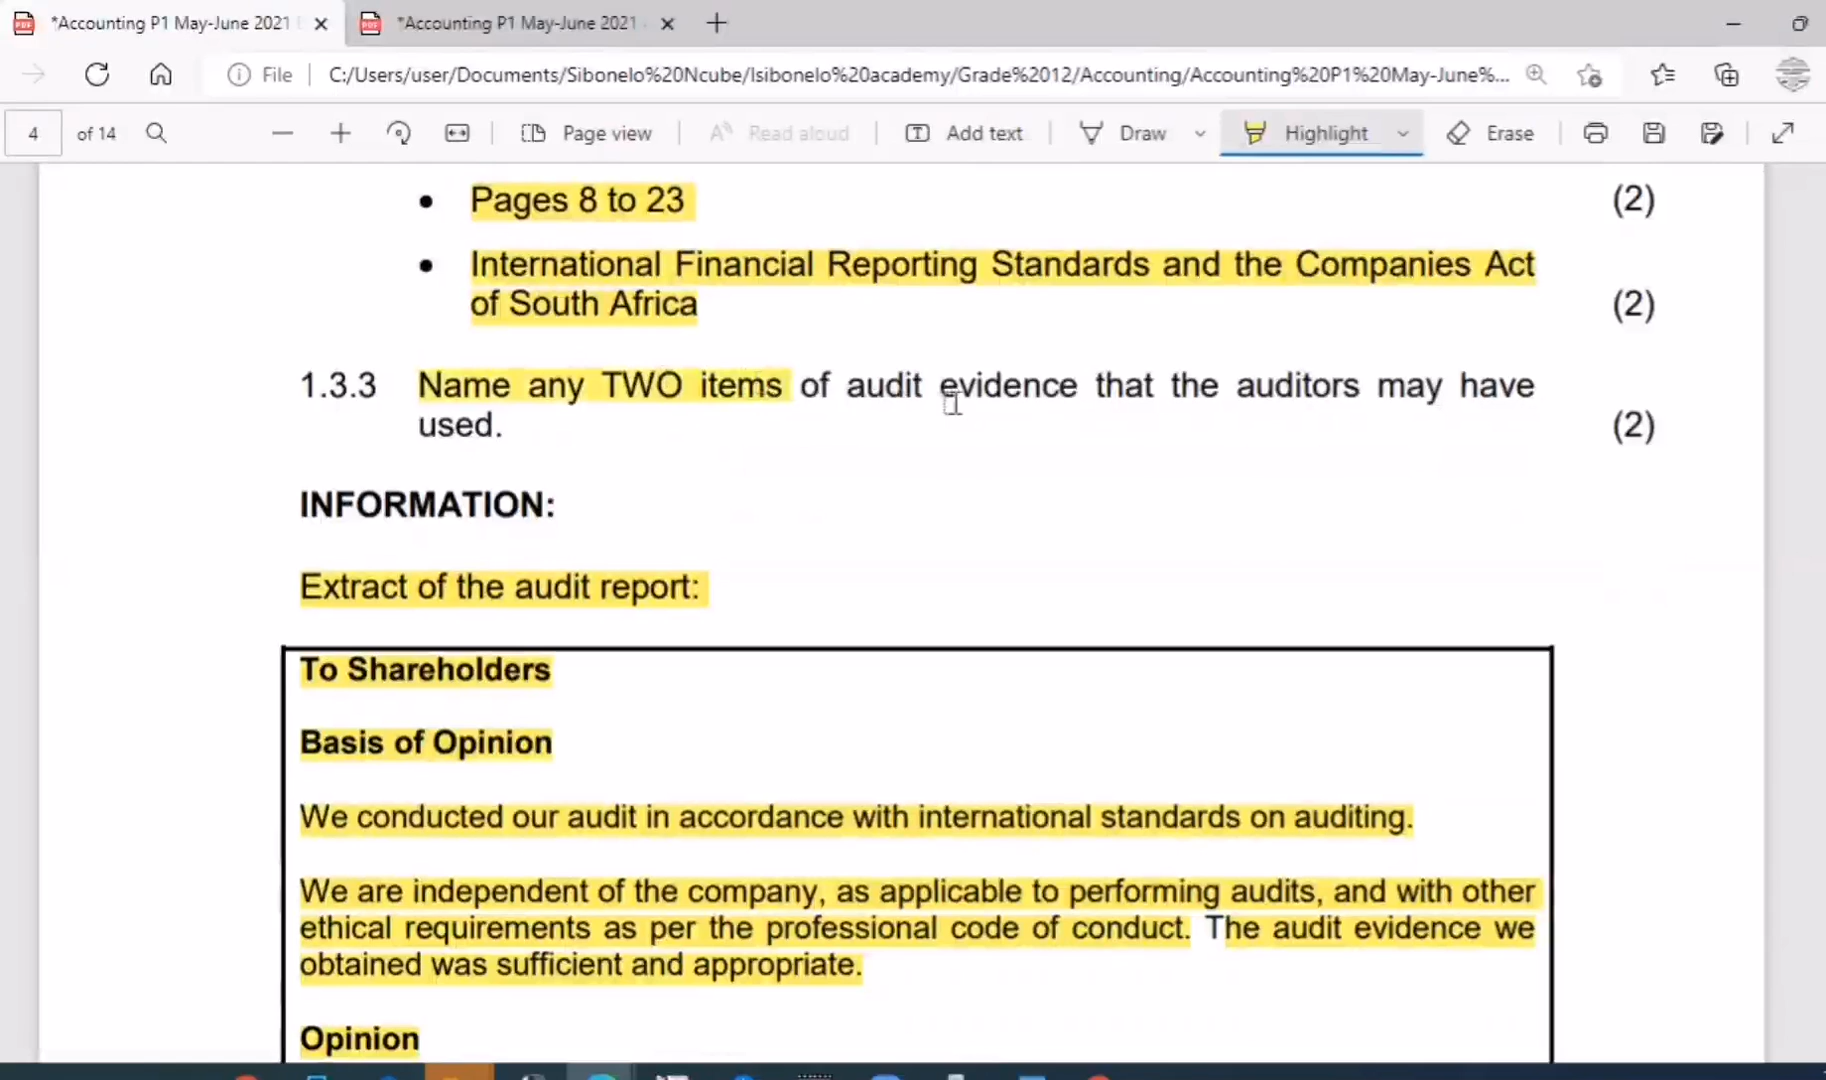 *Accounting P1 May-June 2021
*Accounting P1 May-June 2021
File C:/Users/user/Documents/Sibonelo%20Ncube/Isibonelo%20academy/Grade%2012/Accounting/Accounting%20P1%20May-June%...
4 of 14 Page view Read aloud Add text Draw Highlight Erase
• Pages 8 to 23 (2)
• International Financial Reporting Standards and the Companies Act
of South Africa (2)
1.3.3 Name any TWO items of audit evidence that the auditors may have
used. (2)
INFORMATION:
Extract of the audit report:
To Shareholders
Basis of Opinion
We conducted our audit in accordance with international standards on auditing.
We are independent of the company, as applicable to performing audits, and with other
ethical requirements as per the professional code of conduct. The audit evidence we
obtained was sufficient and appropriate.
Opinion